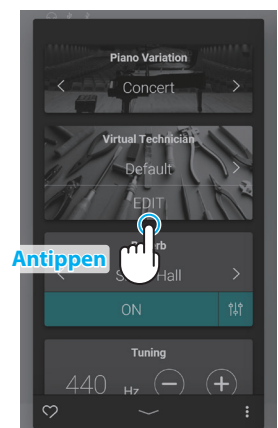 Piano Variation
Concert
Virtual Technician
Default
EDIT
Antippen
Hall
ON
Tuning
440 Hz